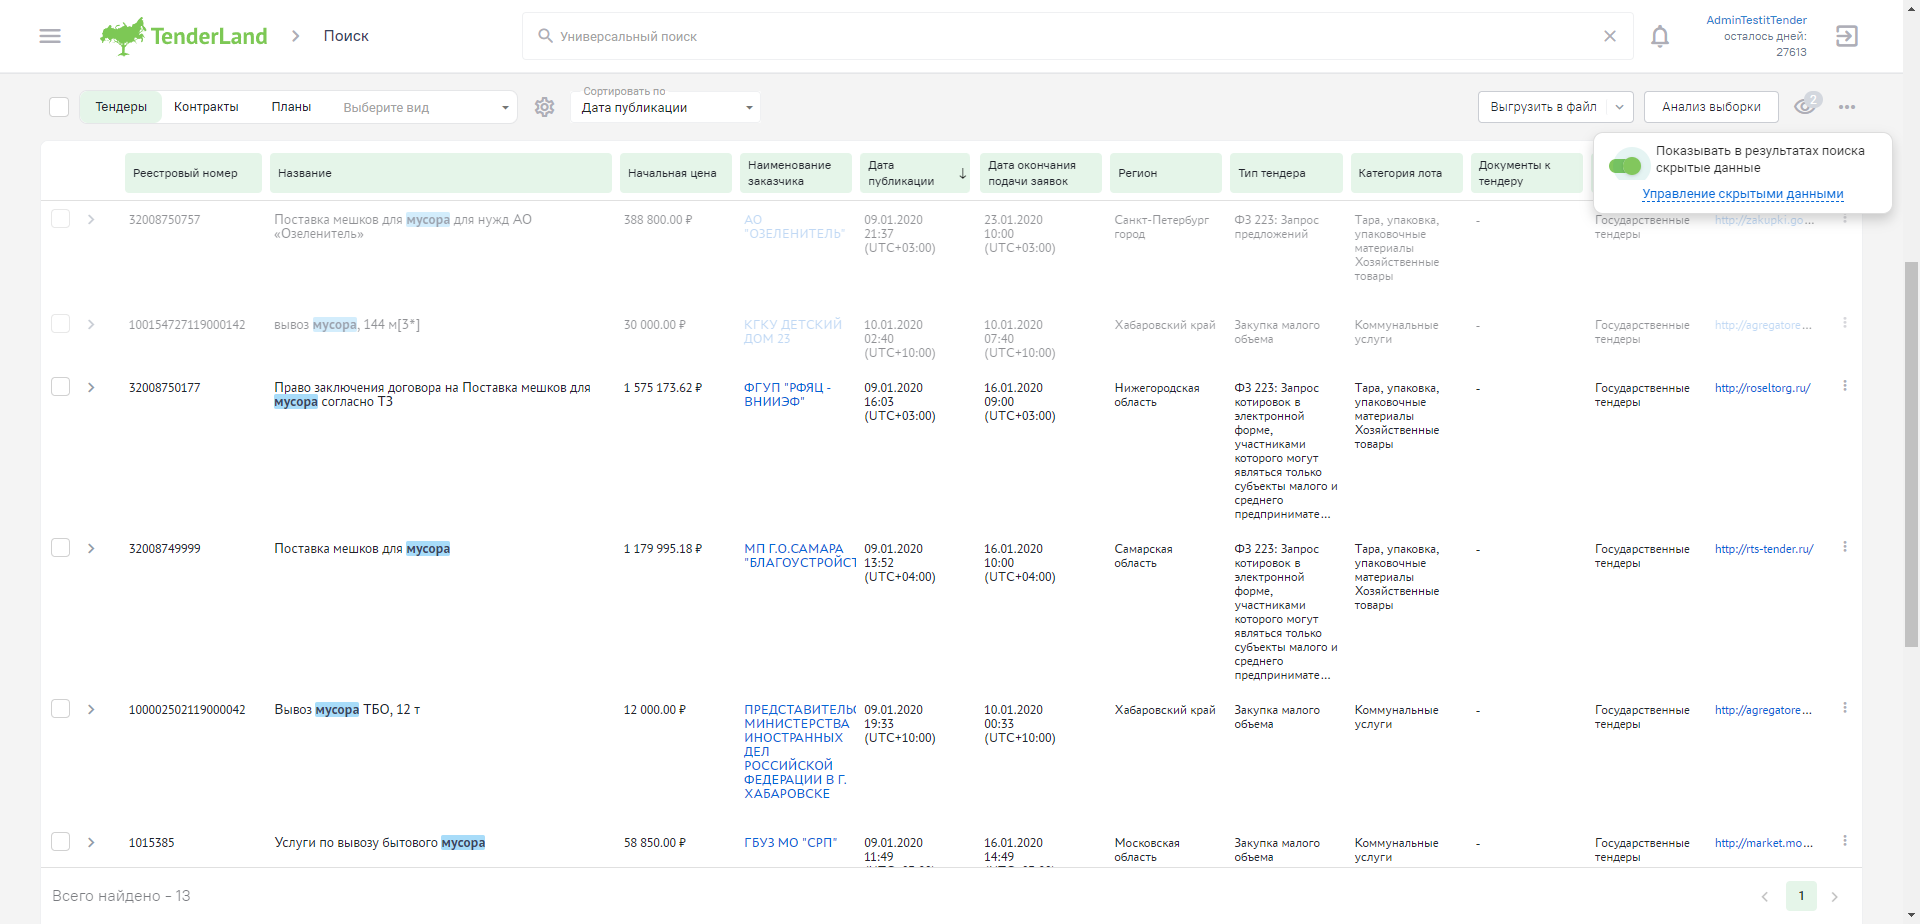 TenderLand
Поиск
Универсальный поиск
AdminTestitTender
осталось дней:
27613
Тендеры
Контракты
Планы
Выберите вид
Сортировать по
Дата публикации
Выгрузить в файл
Анализ выборки
2
Показывать в результатах поиска
скрытые данные
Управление скрытыми данными
Реестровый номер
Название
Начальная цена
Наименование
заказчика
Дата
публикации
Дата окончания
подачи заявок
Регион
Тип тендера
Категория лота
Документы к
тендеру
32008750757
Поставка мешков для мусора для нужд АО
«Озеленитель»
388 800.00 ₽
АО
"ОЗЕЛЕНИТЕЛЬ"
09.01.2020
21:37
(UTC+03:00)
23.01.2020
10:00
(UTC+03:00)
Санкт-Петербург
город
ФЗ 223: Запрос
предложений
Тара, упаковка,
упаковочные
материалы
Хозяйственные
товары
-
Государственные
тендеры
http://zakupki.go...
100154727119000142
вывоз мусора, 144 м[3*]
30 000.00 ₽
КГКУ ДЕТСКИЙ
ДОМ 23
10.01.2020
02:40
(UTC+10:00)
10.01.2020
07:40
(UTC+10:00)
Хабаровский край
Закупка малого
объема
Коммунальные
услуги
-
Государственные
тендеры
http://agregatore...
32008750177
Право заключения договора на Поставка мешков для
мусора согласно ТЗ
1 575 173.62 ₽
ФГУП "РФЯЦ -
ВНИИЭФ"
09.01.2020
16:03
(UTC+03:00)
16.01.2020
09:00
(UTC+03:00)
Нижегородская
область
ФЗ 223: Запрос
котировок в
электронной
форме,
участниками
которого могут
являться только
субъекты малого и
среднего
предпринимате...
Тара, упаковка,
упаковочные
материалы
Хозяйственные
товары
-
Государственные
тендеры
http://roseltorg.ru/
32008749999
Поставка мешков для мусора
1 179 995.18 ₽
МП Г.О.САМАРА
"БЛАГОУСТРОЙСТ
09.01.2020
13:52
(UTC+04:00)
16.01.2020
10:00
(UTC+04:00)
Самарская
область
ФЗ 223: Запрос
котировок в
электронной
форме,
участниками
которого могут
являться только
субъекты малого и
среднего
предпринимате...
Тара, упаковка,
упаковочные
материалы
Хозяйственные
товары
-
Государственные
тендеры
http://rts-tender.ru/
100002502119000042
Вывоз мусора ТБО, 12 т
12 000.00 ₽
ПРЕДСТАВИТЕЛЬС
МИНИСТЕРСТВА
ИНОСТРАННЫХ
ДЕЛ
РОССИЙСКОЙ
ФЕДЕРАЦИИ В Г.
ХАБАРОВСКЕ
09.01.2020
19:33
(UTC+10:00)
10.01.2020
00:33
(UTC+10:00)
Хабаровский край
Закупка малого
объема
Коммунальные
услуги
-
Государственные
тендеры
http://agregatore...
1015385
Услуги по вывозу бытового мусора
58 850.00 ₽
ГБУЗ МО "СРП"
09.01.2020
11:49
16.01.2020
14:49
Московская
область
Закупка малого
объема
Коммунальные
услуги
-
Государственные
тендеры
http://market.mo...
Всего найдено - 13
1